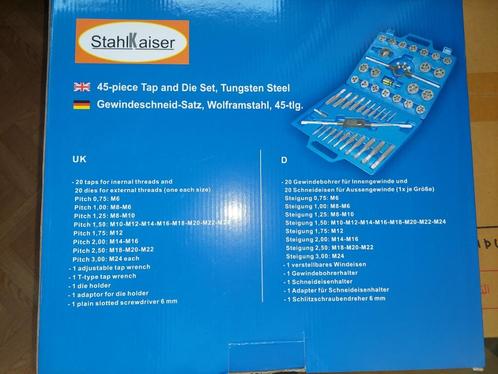 StahlKaiser
45-piece Tap and Die Set, Tungsten Steel
Gewindeschneid-Satz, Wolframstahl, 45-tlg.
UK
- 20 taps for inernal threads and
20 dies for external threads (one each size)
Pitch 0,75: M6
Pitch 1,00: M8-M6
Pitch 1,25: M8-M10
Pitch 1,50: M10-M12-M14-M16-M18-M20-M22-M24
Pitch 1,75: M12
Pitch 2,00: M14-M16
Pitch 2,50: M18-M20-M22
Pitch 3,00: M24 each
- 1 adjustable tap wrench
- 1 T-type tap wrench
- 1 die holder
- 1 adaptor for die holder
- 1 plain slotted screwdriver 6 mm
D
- 20 Gewindebohrer für Innengewinde und
20 Schneideisen für Aussengewinde (1x je Größe)
Steigung 0,75: M6
Steigung 1,00: M8-M6
Steigung 1,25: M8-M10
Steigung 1,50: M10-M12-M14-M16-M18-M20-M22-M24
Steigung 1,75: M12
Steigung 2,00: M14-M16
Steigung 2,50: M18-M20-M22
Steigung 3,00: M24
- 1 verstellbares Windeisen
- 1 Gewindebohrerhalter
- 1 Schneideisenhalter
- 1 Adapter für Schneideisenhalter
- 1 Schlitzschraubendreher 6 mm